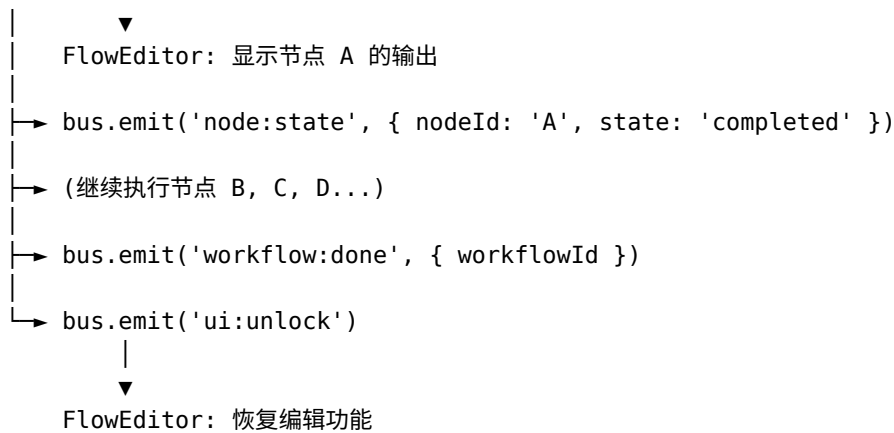 FlowEditor: 显示节点 A 的输出
bus.emit('node:state', { nodeId: 'A', state: 'completed' })
(继续执行节点 B, C, D...)
bus.emit('workflow:done', { workflowId })
bus.emit('ui:unlock')
FlowEditor: 恢复编辑功能